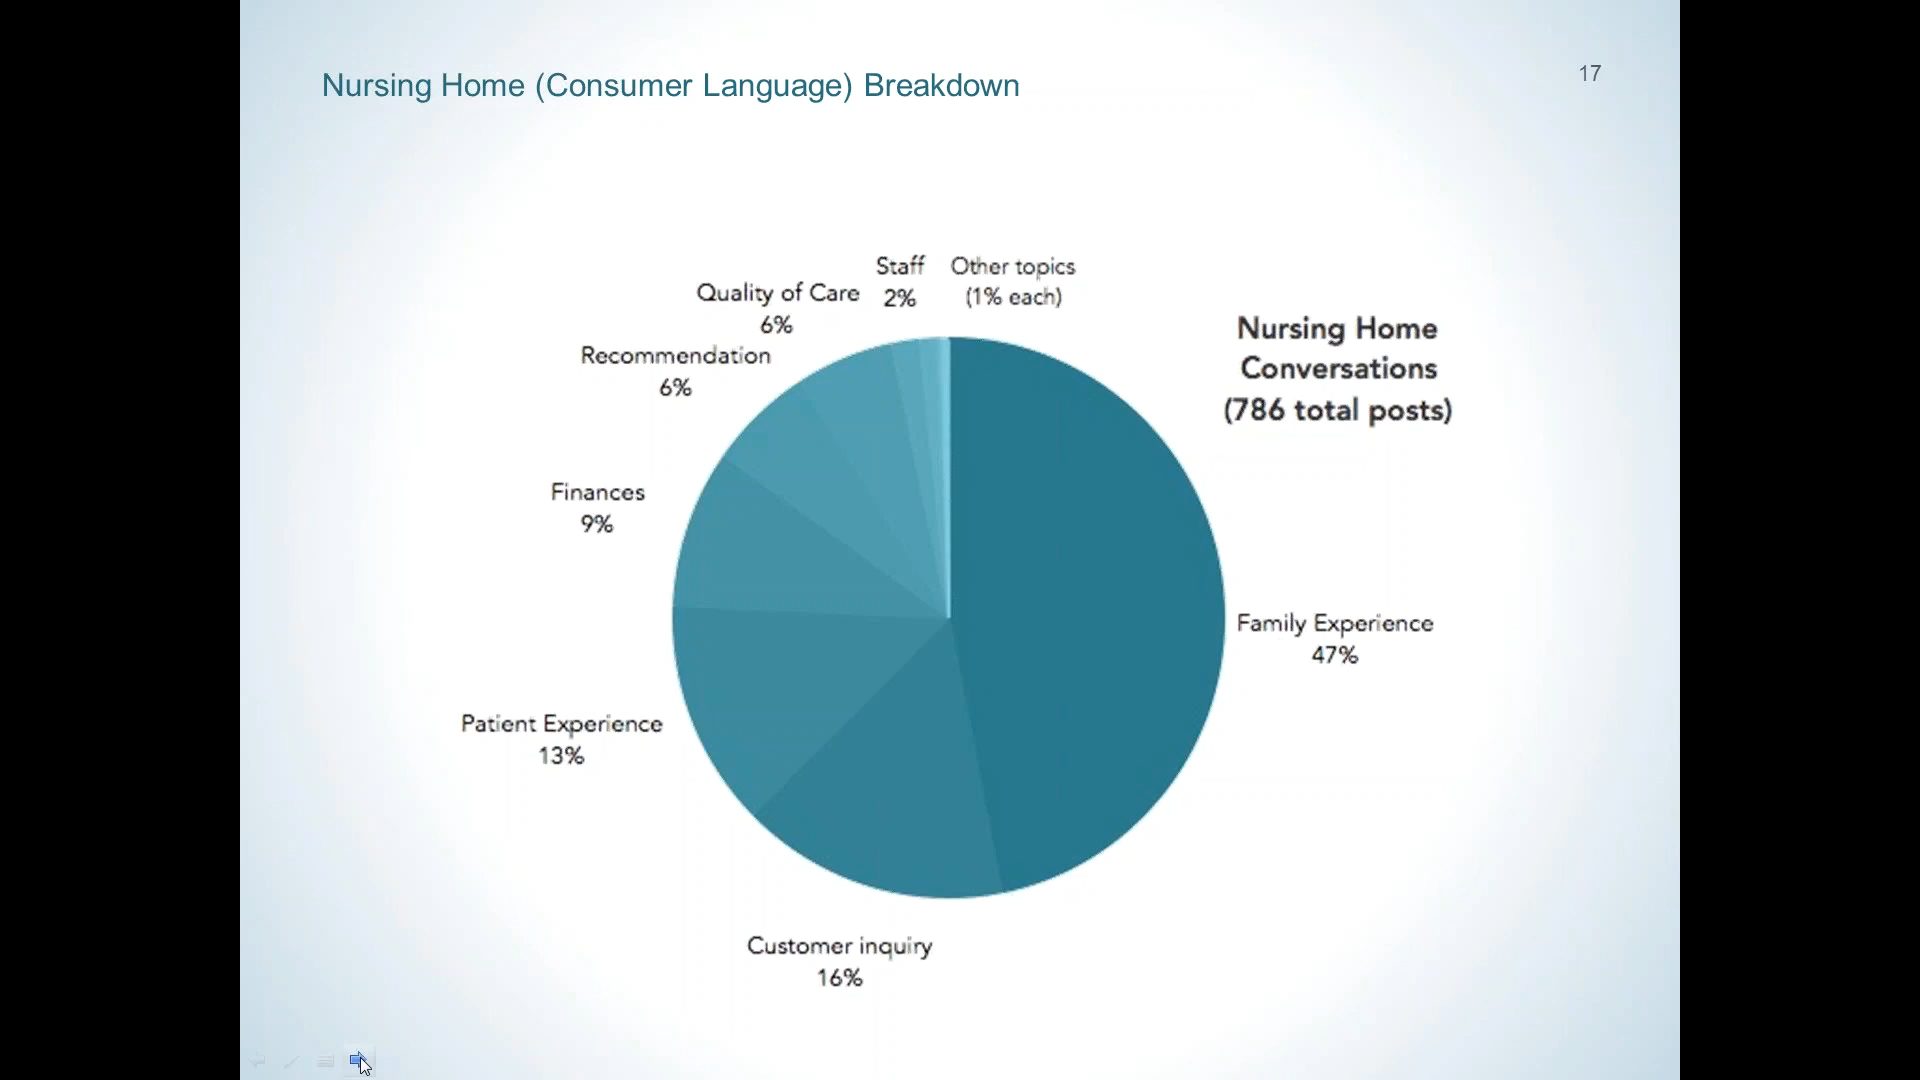 Nursing Home (Consumer Language) Breakdown
17
Staff
2%
Other topics
(1% each)
Quality of Care
6%
Recommendation
6%
Nursing Home
Conversations
(786 total posts)
Finances
9%
Family Experience
47%
Patient Experience
13%
Customer inquiry
16%